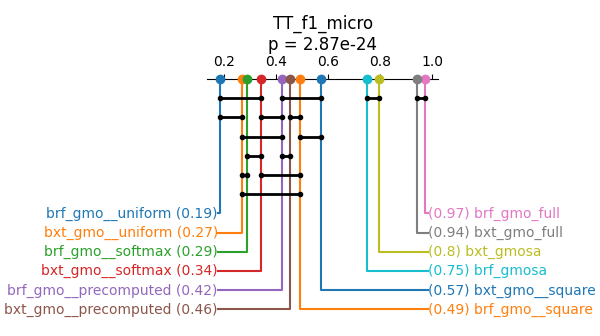 TT_f1_micro
p = 2.87e-24
0.2 0.4 0.6 0.8 1.0
brf_gmo__uniform (0.19) (0.97) brf_gmo_full
bxt_gmo__uniform (0.27) (0.94) bxt_gmo_full
brf_gmo__softmax (0.29) (0.8) bxt_gmosa
bxt_gmo__softmax (0.34) (0.75) brf_gmosa
brf_gmo__precomputed (0.42) (0.57) bxt_gmo__square
bxt_gmo__precomputed (0.46) (0.49) brf_gmo__square